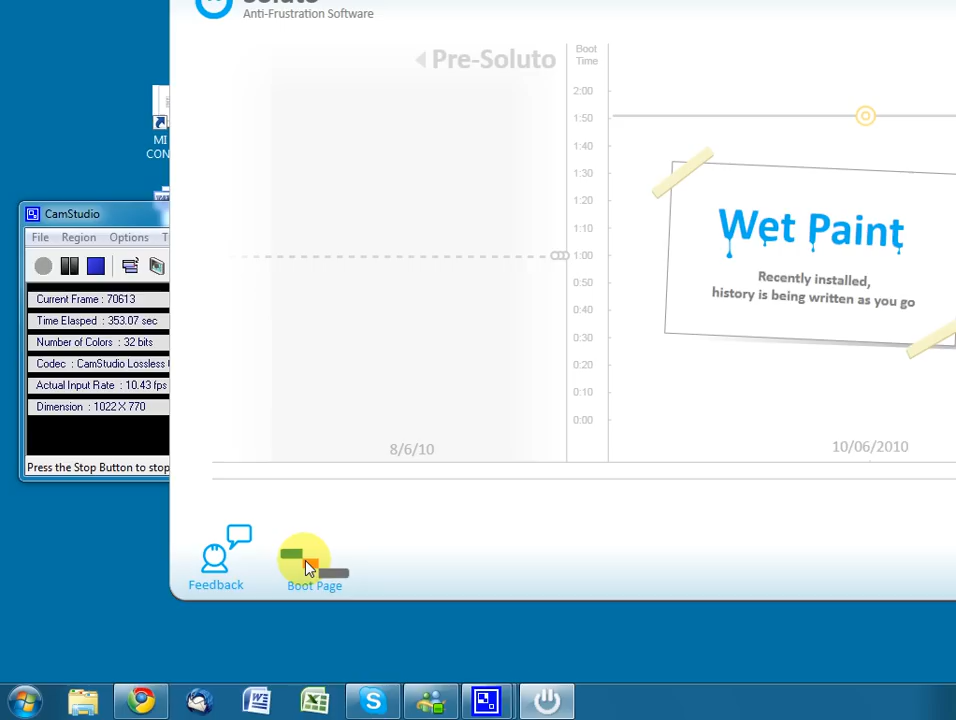 Soluto
Anti-Frustration Software
Pre-Soluto
Boot
Time
2:00
1:50
1:40
1:30
1:20
1:10
1:00
0:50
0:40
0:30
0:20
0:10
0:00
Wet Paint
Recently installed,
history is being written as you go
8/6/10
10/06/2010
MI
CON
CamStudio
File Region Options T
Current Frame : 70613
Time Elasped : 353.07 sec
Number of Colors : 32 bits
Codec : CamStudio Lossless
Actual Input Rate : 10.43 fps
Dimension : 1022 X 770
Press the Stop Button to stop
Feedback
Boot Page